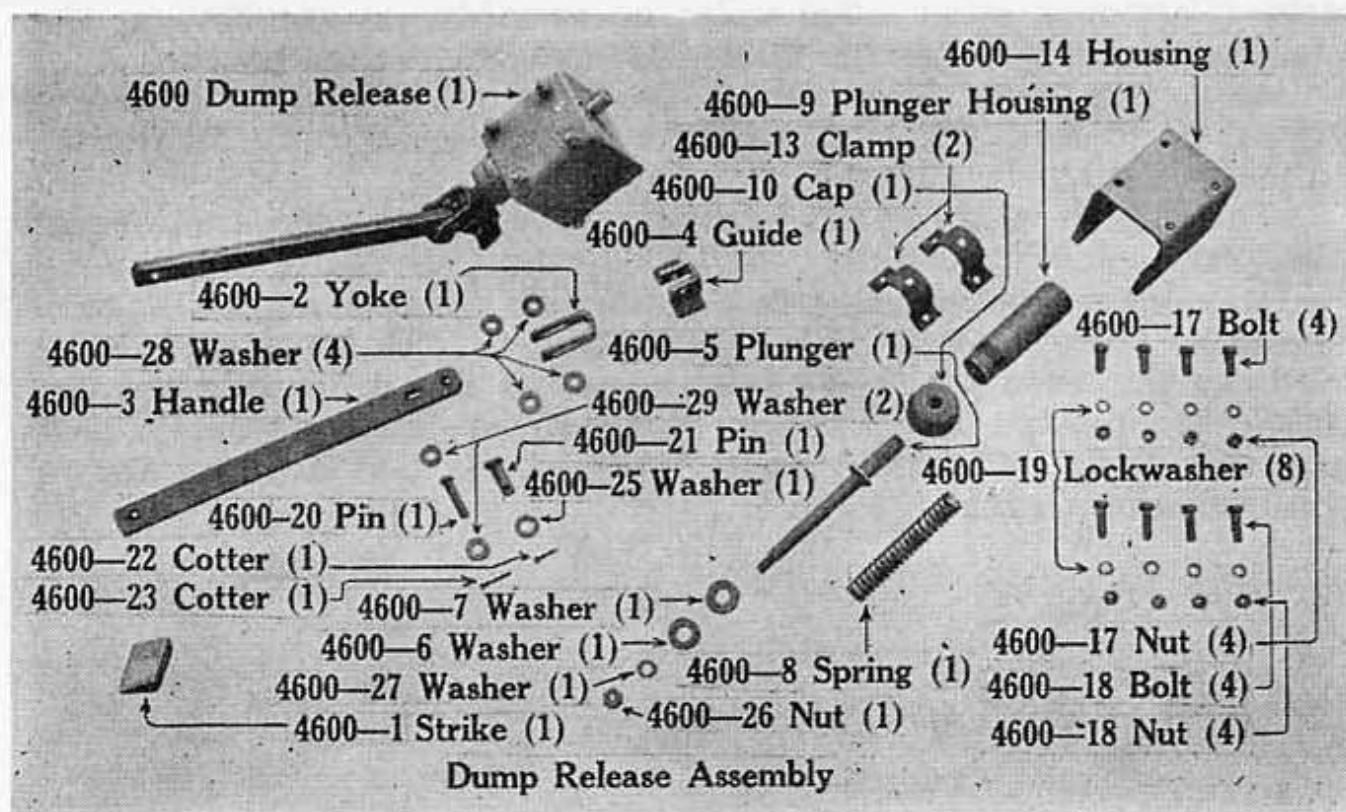 4600—14 Housing (1)
4600 Dump Release (1)
4600—9 Plunger Housing (1)
4600—13 Clamp (2)
4600—10 Cap (1)
4600—4 Guide (1)
4600—2 Yoke (1)
4600—17 Bolt (4)
4600—28 Washer (4)
4600—5 Plunger (1)
4600—3 Handle (1)
4600—29 Washer (2)
4600—21 Pin (1)
4600—19 Lockwasher (8)
4600—25 Washer (1)
4600—20 Pin (1)
4600—22 Cotter (1)
4600—23 Cotter (1)
4600—7 Washer (1)
4600—6 Washer (1)
4600—17 Nut (4)
4600—8 Spring (1)
4600—27 Washer (1)
4600—18 Bolt (4)
4600—26 Nut (1)
4600—1 Strike (1)
4600—18 Nut (4)
Dump Release Assembly